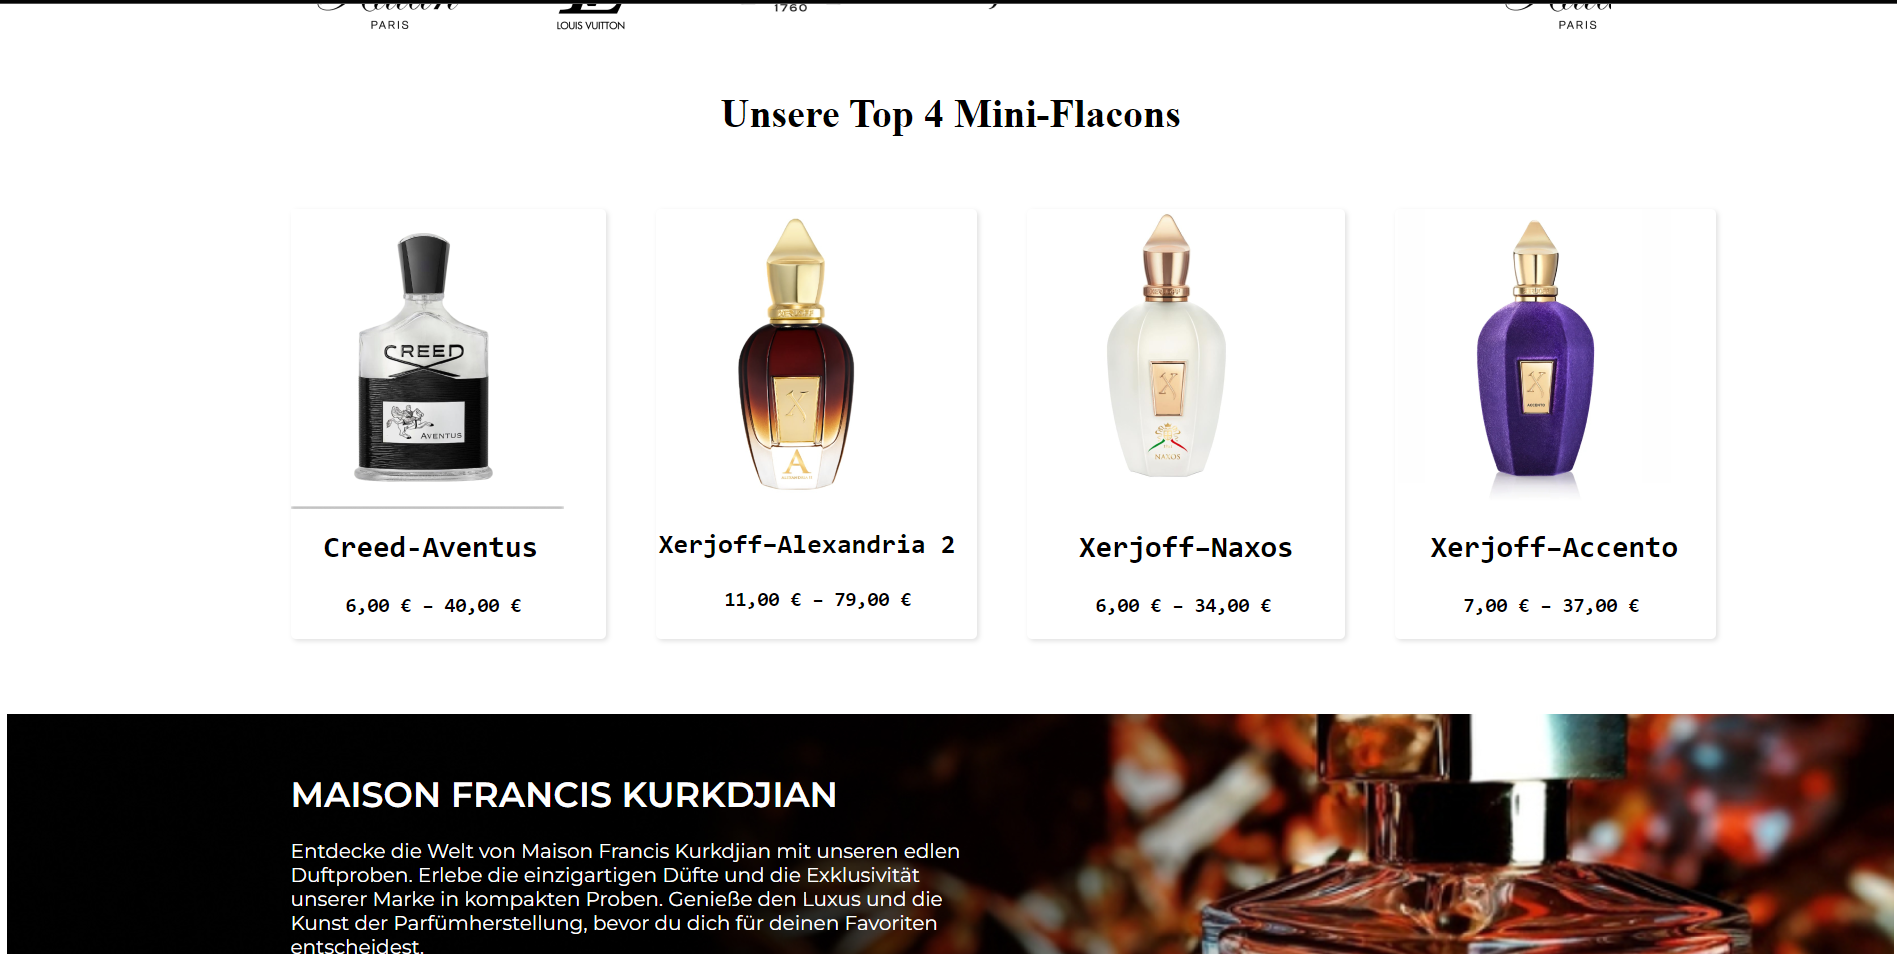 PARIS
LOUIS VUITTON
1760
PARIS
Unsere Top 4 Mini-Flacons
CREED
AVENTUS
X
A
X
NAXOS
X
ACCENTO
Creed-Aventus
Xerjoff–Alexandria 2
Xerjoff–Naxos
Xerjoff–Accento
6,00 € – 40,00 €
11,00 € – 79,00 €
6,00 € – 34,00 €
7,00 € – 37,00 €
MAISON FRANCIS KURKDJIAN
Entdecke die Welt von Maison Francis Kurkdjian mit unseren edlen
Duftproben. Erlebe die einzigartigen Düfte und die Exklusivität
unserer Marke in kompakten Proben. Genieße den Luxus und die
Kunst der Parfümherstellung, bevor du dich für deinen Favoriten
entscheidest.